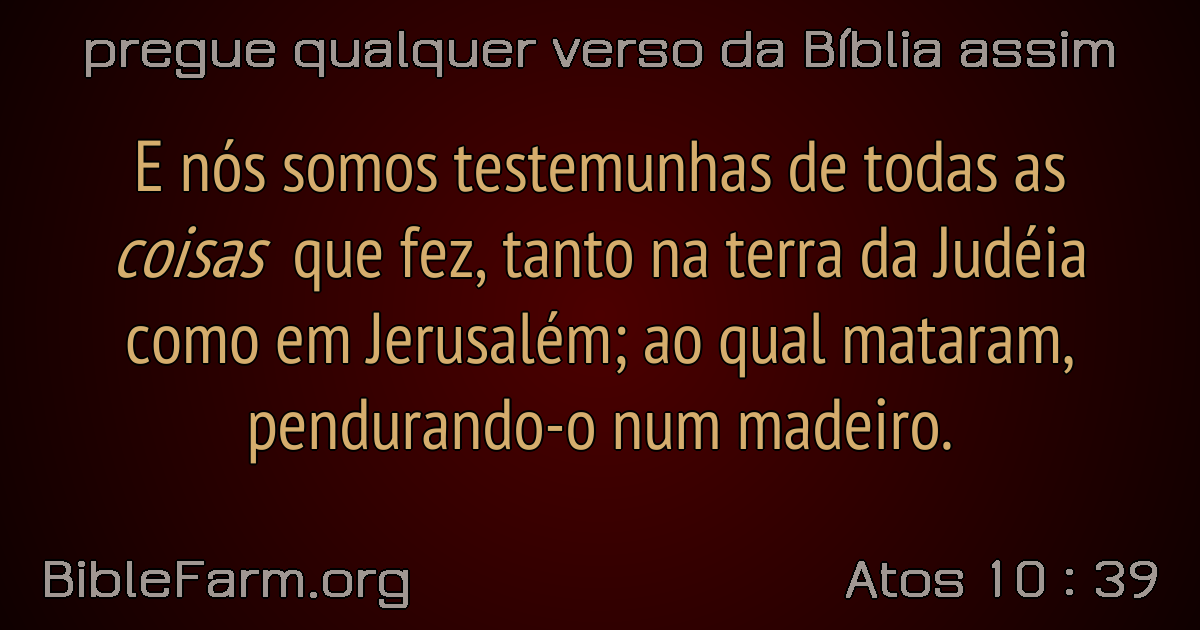 pregue qualquer verso da Bíblia assim
E nós somos testemunhas de todas as
coisas que fez, tanto na terra da Judéia
como em Jerusalém; ao qual mataram,
pendurando-o num madeiro.
BibleFarm.org
Atos 10 : 39